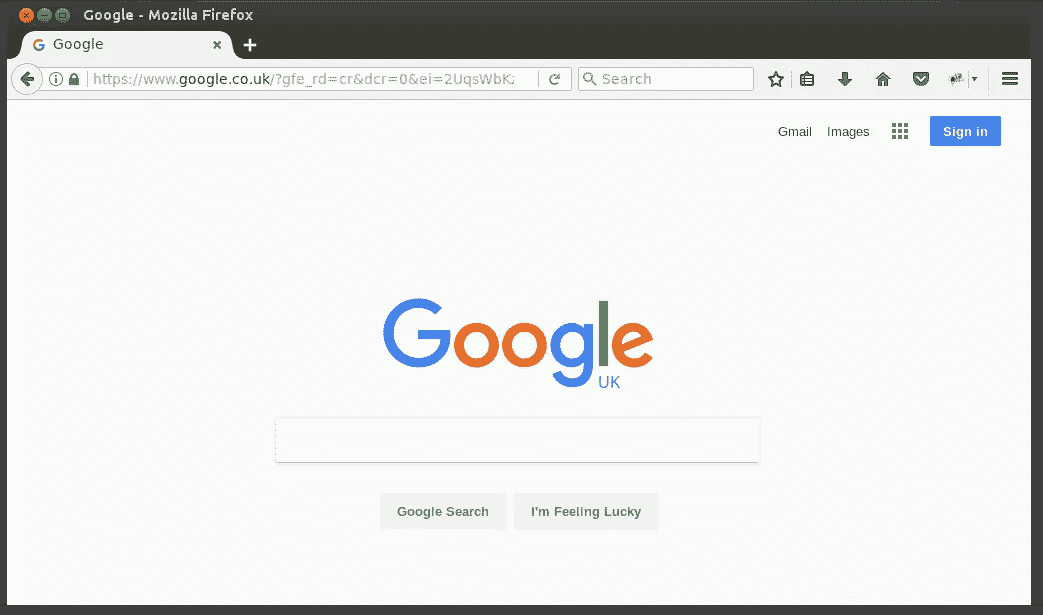 Google - Mozilla Firefox
Google
https://www.google.co.uk/?gfe_rd=cr&dcr=0&ei=2UqsWbK
Search
Gmail Images Sign in
Google
UK
Google Search I'm Feeling Lucky